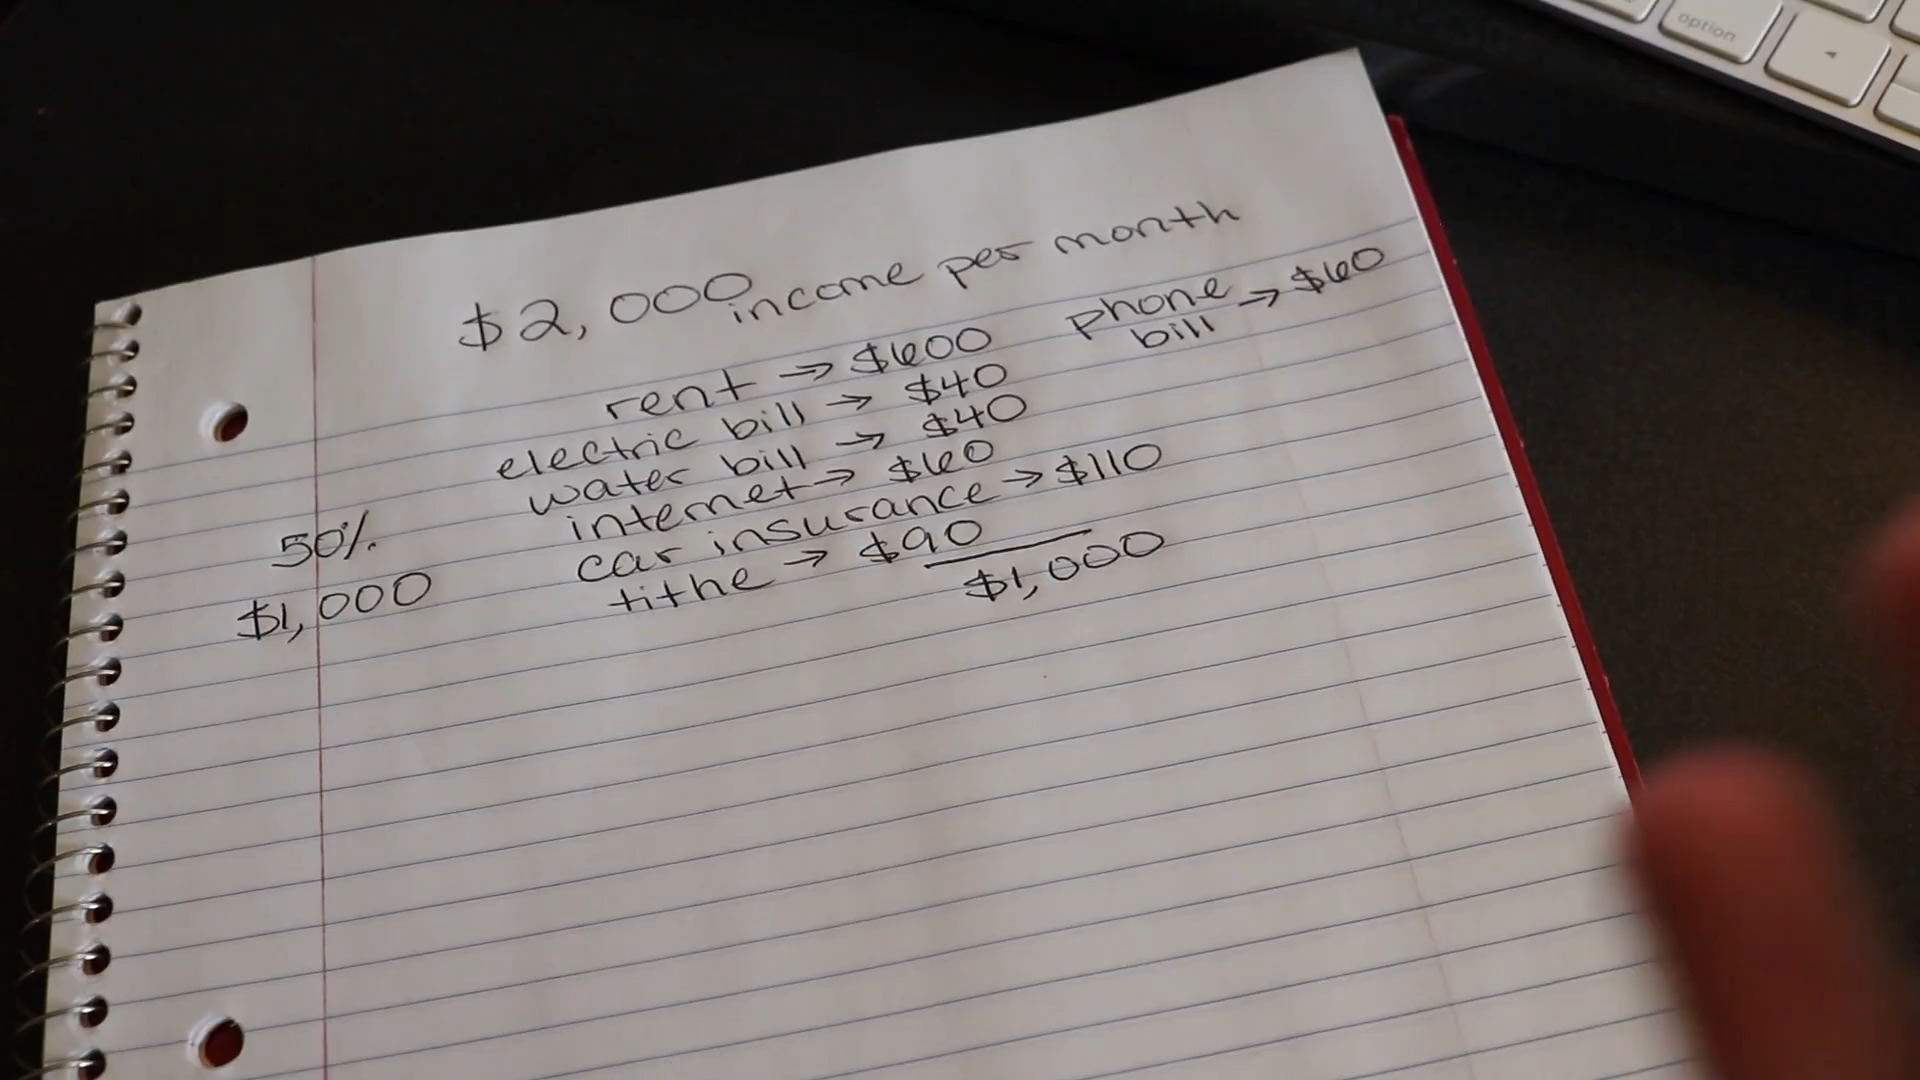 option
$2,000 income per month
rent → $600
phone bill → $60
electric bill → $40
water bill → $40
internet → $60
car insurance → $110
tithe → $90
$1,000
50%
$1,000